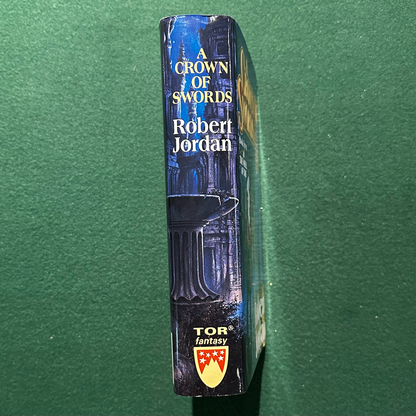 A
CROWN
OF
SWORDS
Robert
Jordan
TOR®
fantasy